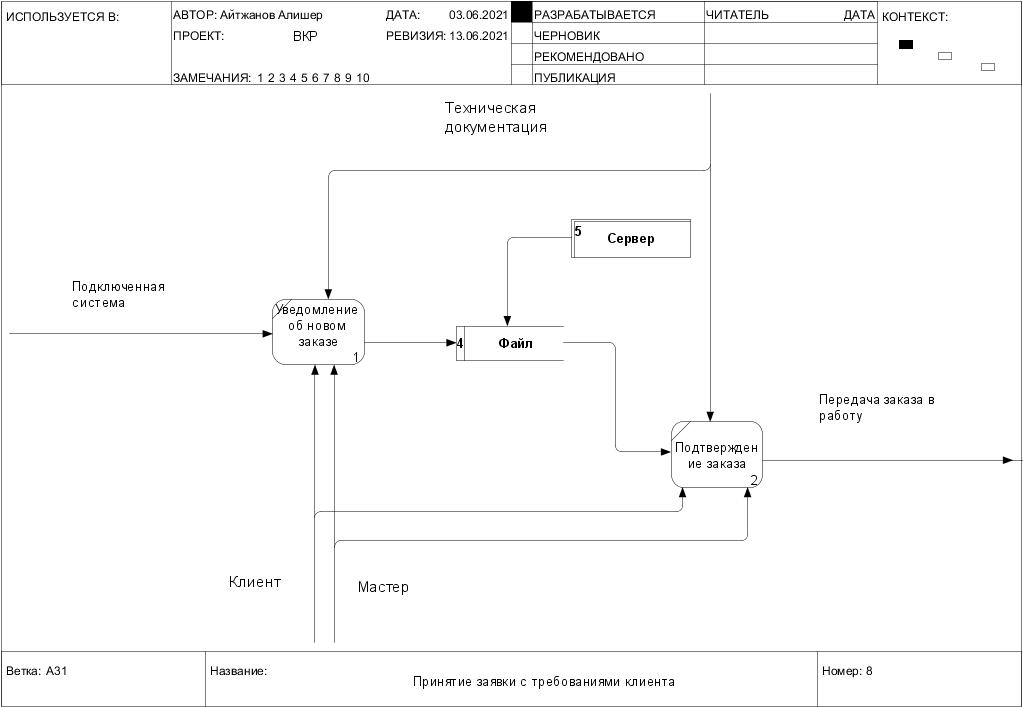 ИСПОЛЬЗУЕТСЯ В:
АВТОР: Айтжанов Алишер
ДАТА: 03.06.2021
ПРОЕКТ: ВКР
РЕВИЗИЯ: 13.06.2021
ЗАМЕЧАНИЯ: 1 2 3 4 5 6 7 8 9 10
РАЗРАБАТЫВАЕТСЯ
ЧЕРНОВИК
РЕКОМЕНДОВАНО
ПУБЛИКАЦИЯ
ЧИТАТЕЛЬ ДАТА
КОНТЕКСТ:
Техническая
документация
5 Сервер
Подключенная
система
Уведомление
об новом
заказе
1
4 Файл
Передача заказа в
работу
Подтвержден
ие заказа
2
Клиент
Мастер
Ветка: A31
Название:
Принятие заявки с требованиями клиента
Номер: 8